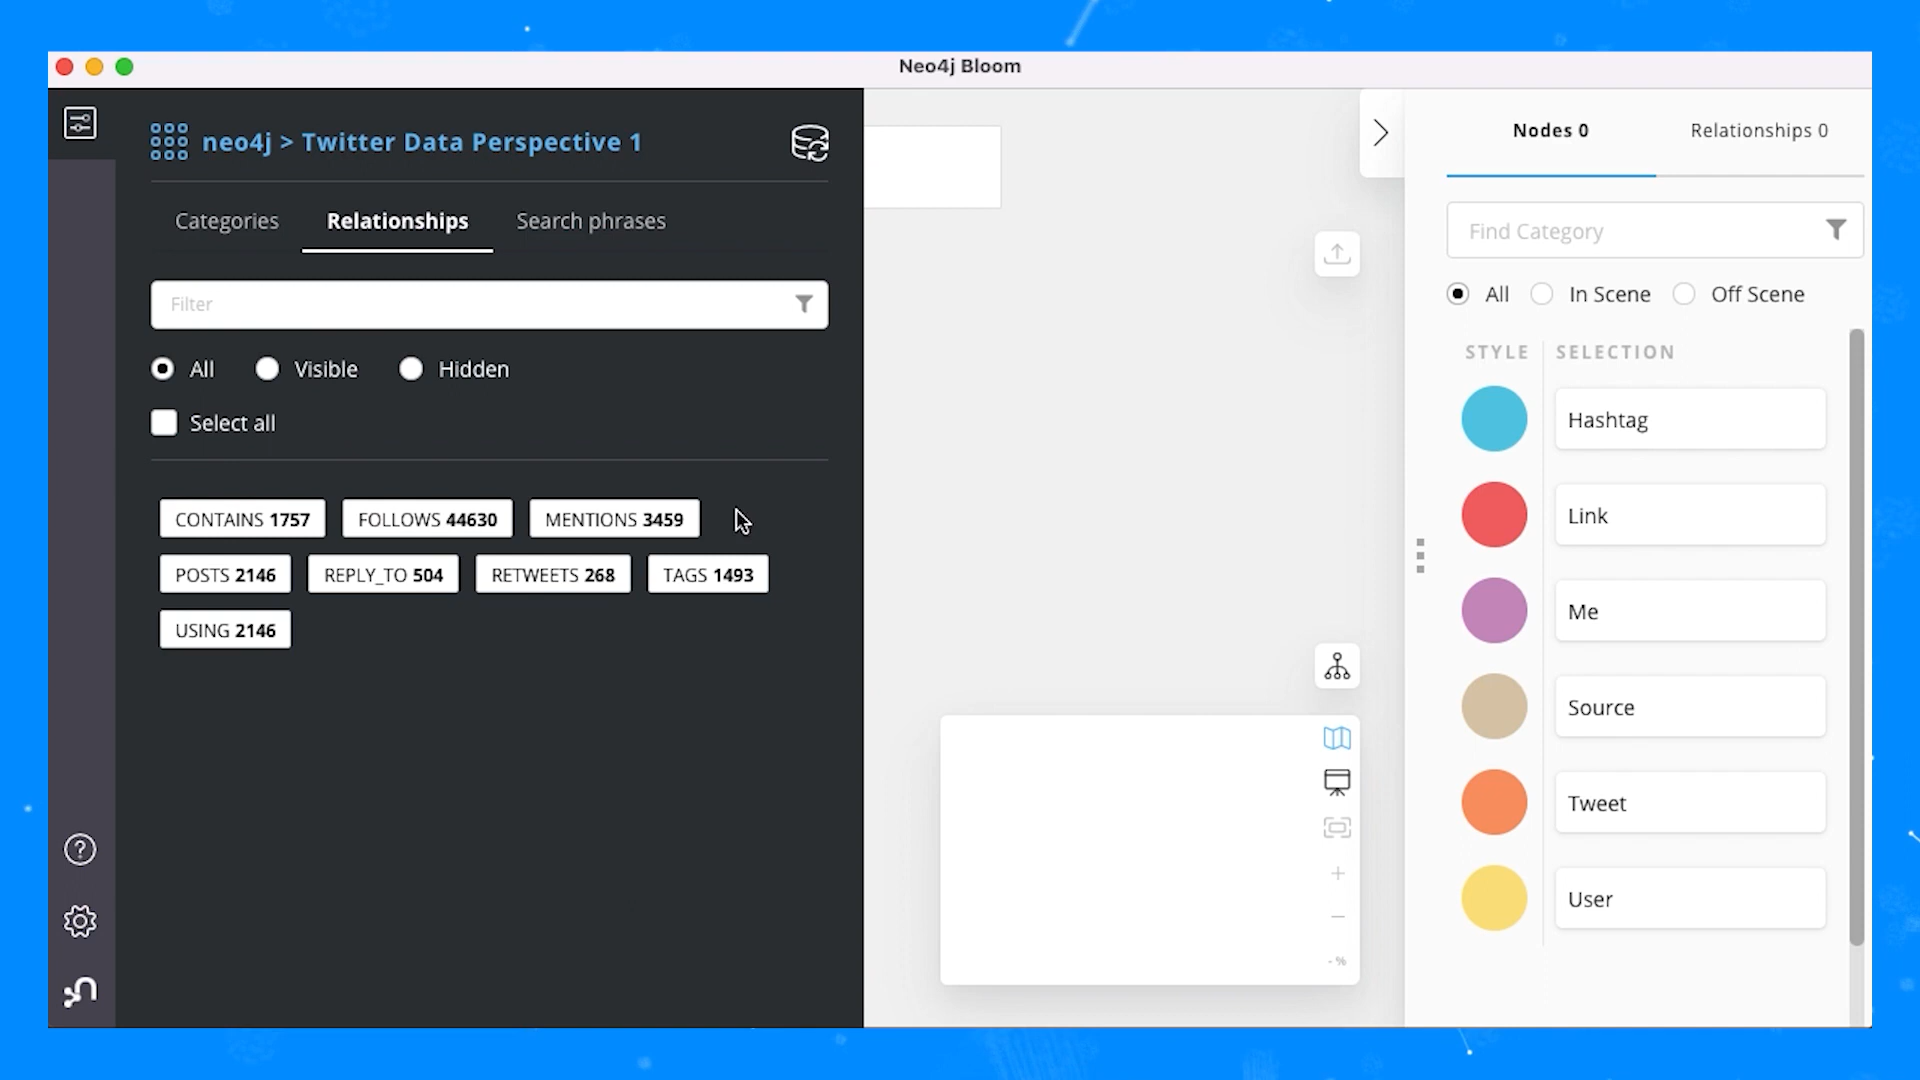 Neo4j Bloom
neo4j > Twitter Data Perspective 1
Categories Relationships Search phrases
Filter
All Visible Hidden
Select all
CONTAINS 1757 FOLLOWS 44630 MENTIONS 3459
POSTS 2146 REPLY_TO 504 RETWEETS 268 TAGS 1493
USING 2146
- %
Nodes 0 Relationships 0
Find Category
All In Scene Off Scene
STYLE SELECTION
Hashtag
Link
Me
Source
Tweet
User